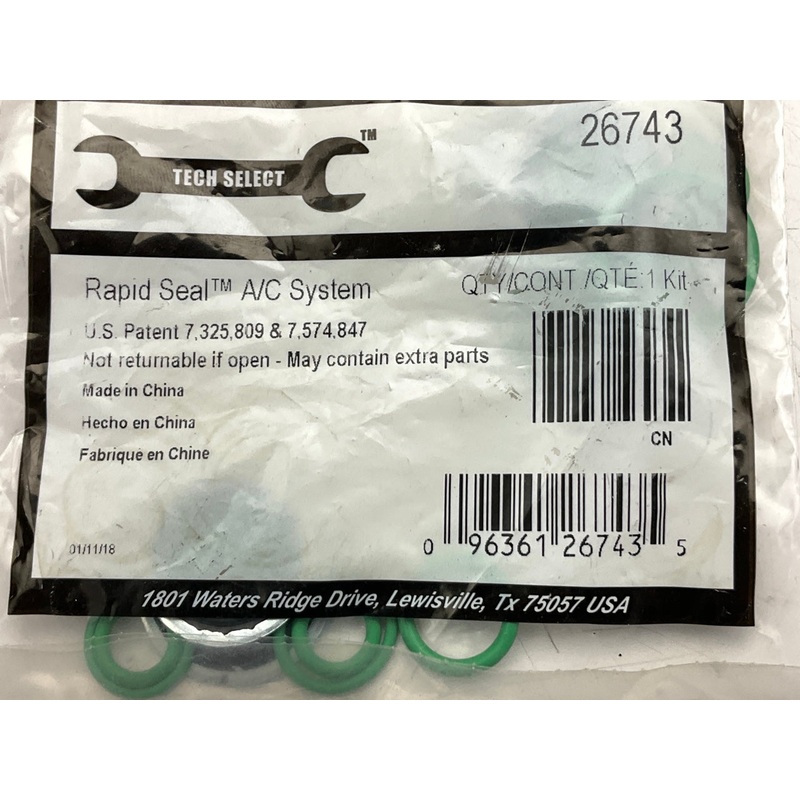 TM
TECH SELECT
26743
Rapid Seal™ A/C System
QTY/CONT /QTÉ:1 Kit
U.S. Patent 7,325,809 & 7,574,847
Not returnable if open - May contain extra parts
Made in China
Hecho en China
Fabriqué en Chine
CN
01/11/18
0 96361 26743 5
1801 Waters Ridge Drive, Lewisville, Tx 75057 USA